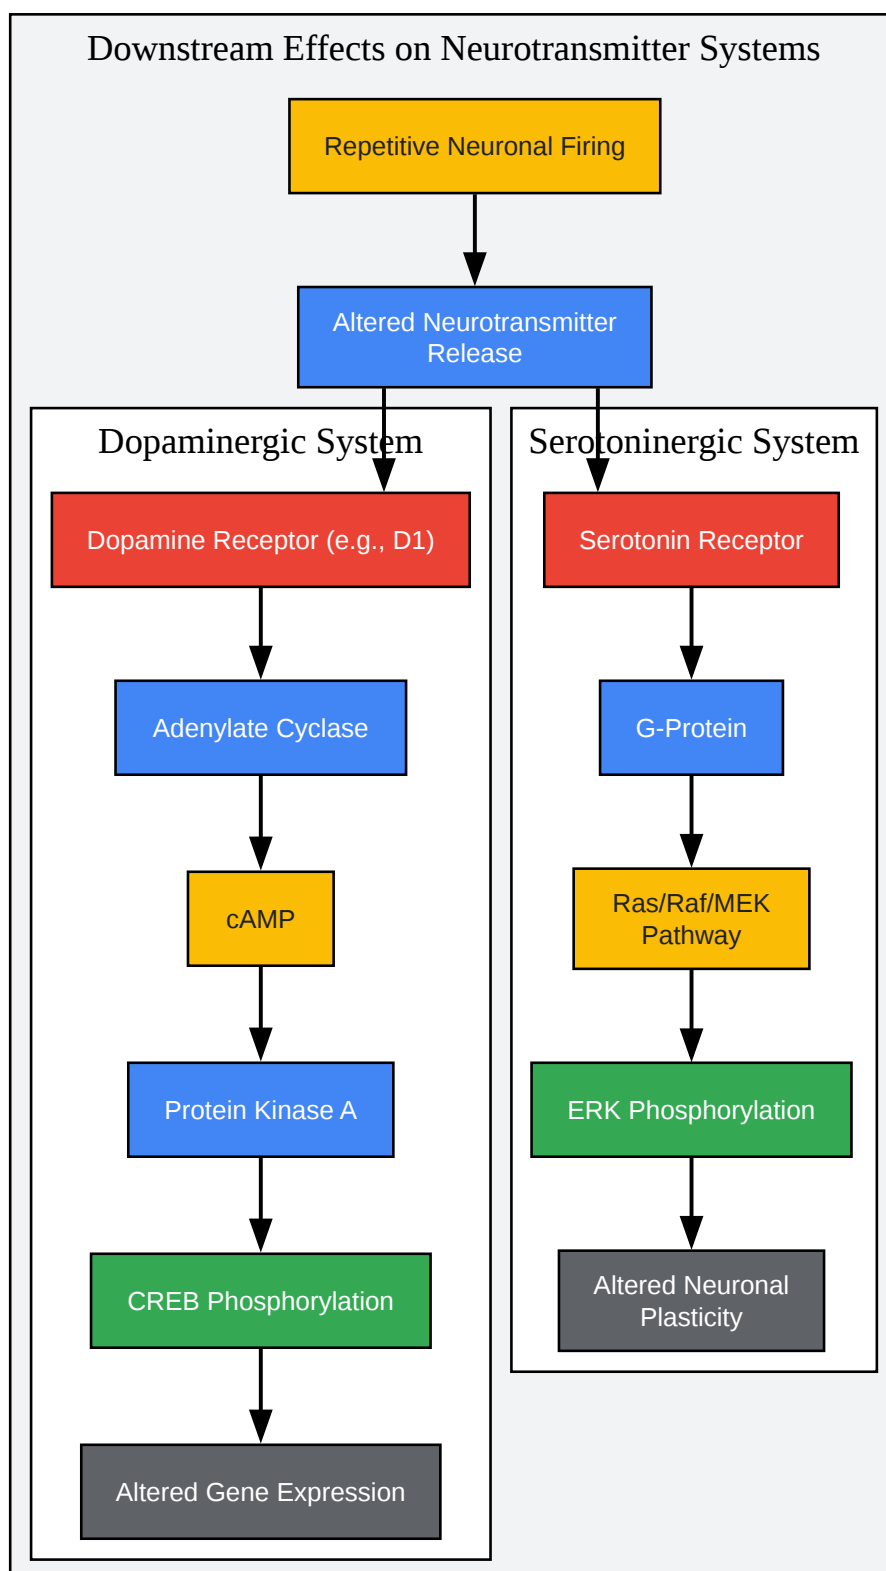 Downstream Effects on Neurotransmitter Systems
Repetitive Neuronal Firing
Altered Neurotransmitter
Release
Dopaminergic System
Dopamine Receptor (e.g., D1)
Adenylate Cyclase
cAMP
Protein Kinase A
CREB Phosphorylation
Altered Gene Expression
Serotoninergic System
Serotonin Receptor
G-Protein
Ras/Raf/MEK
Pathway
ERK Phosphorylation
Altered Neuronal
Plasticity